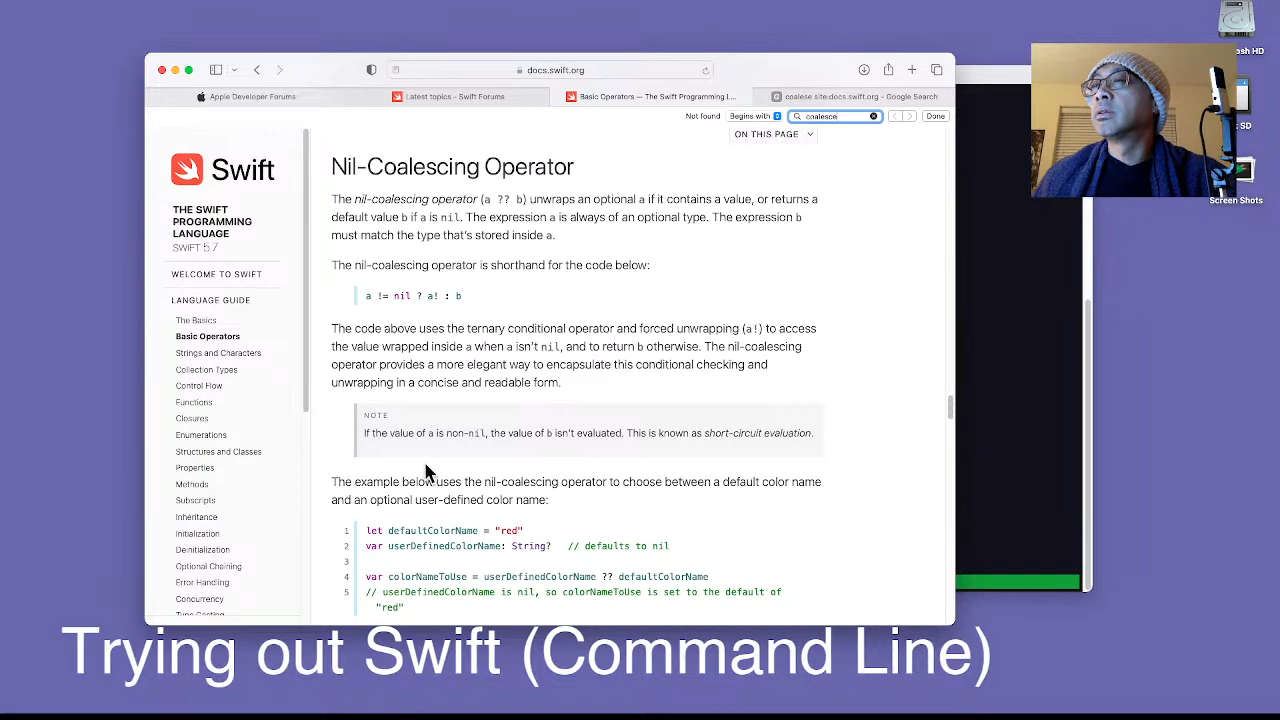 docs.swift.org
Apple Developer Forums
Latest topics - Swift Forums
Basic Operators — The Swift Programming L...
coalese site:docs.swift.org - Google Search
Not found
Begins with
coalesce
Done
ON THIS PAGE
Swift
THE SWIFT
PROGRAMMING
LANGUAGE
SWIFT 5.7
WELCOME TO SWIFT
LANGUAGE GUIDE
The Basics
Basic Operators
Strings and Characters
Collection Types
Control Flow
Functions
Closures
Enumerations
Structures and Classes
Properties
Methods
Subscripts
Inheritance
Initialization
Deinitialization
Optional Chaining
Error Handling
Concurrency
Type Casting
Nil-Coalescing Operator
The nil-coalescing operator (a ?? b) unwraps an optional a if it contains a value, or returns a
default value b if a is nil. The expression a is always of an optional type. The expression b
must match the type that's stored inside a.
The nil-coalescing operator is shorthand for the code below:
a != nil ? a! : b
The code above uses the ternary conditional operator and forced unwrapping (a!) to access
the value wrapped inside a when a isn't nil, and to return b otherwise. The nil-coalescing
operator provides a more elegant way to encapsulate this conditional checking and
unwrapping in a concise and readable form.
NOTE
If the value of a is non-nil, the value of b isn't evaluated. This is known as short-circuit evaluation.
The example below uses the nil-coalescing operator to choose between a default color name
and an optional user-defined color name:
1 let defaultColorName = "red"
2 var userDefinedColorName: String? // defaults to nil
3
4 var colorNameToUse = userDefinedColorName ?? defaultColorName
5 // userDefinedColorName is nil, so colorNameToUse is set to the default of
"red"
ash HD
SD
Screen Shots
Trying out Swift (Command Line)